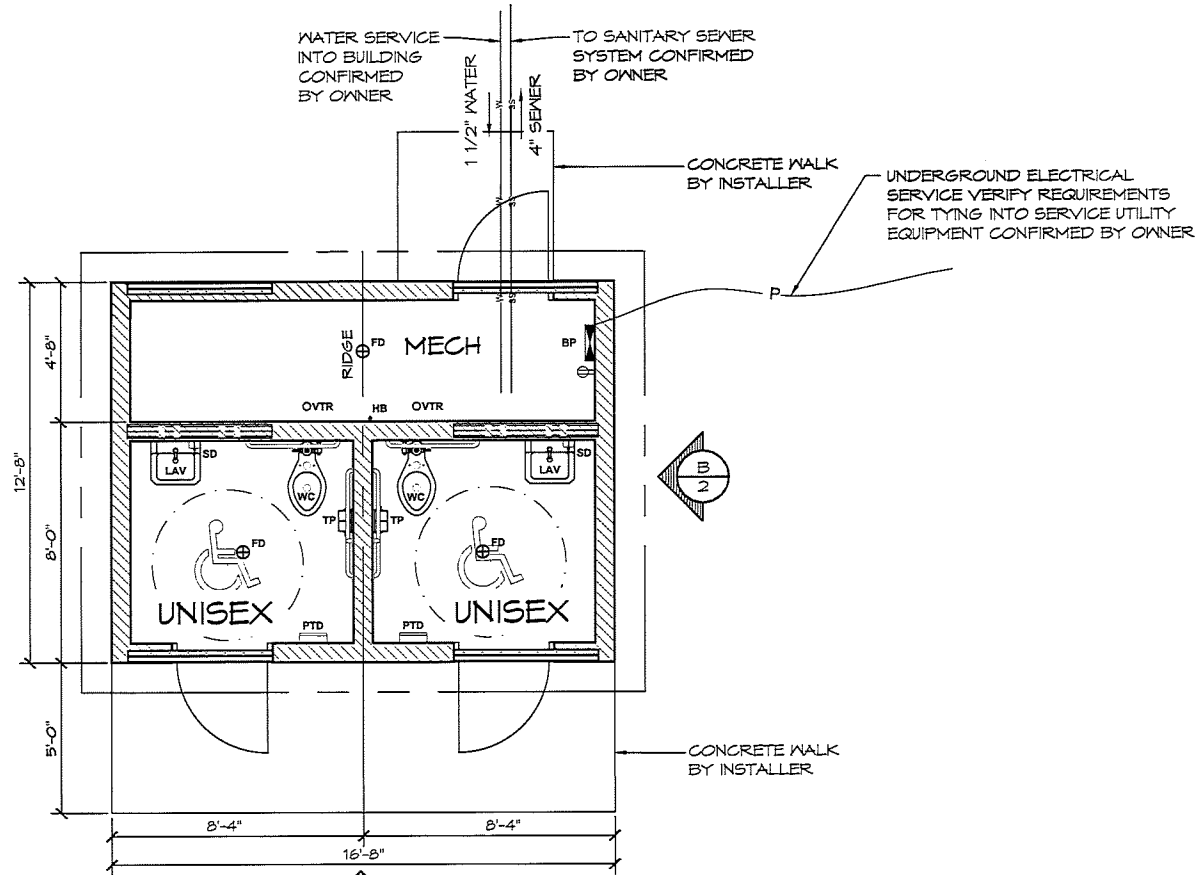 WATER SERVICE
INTO BUILDING
CONFIRMED
BY OWNER
TO SANITARY SEWER
SYSTEM CONFIRMED
BY OWNER
1 1/2" WATER
4" SEWER
W
SS
CONCRETE WALK
BY INSTALLER
UNDERGROUND ELECTRICAL
SERVICE VERIFY REQUIREMENTS
FOR TYING INTO SERVICE UTILITY
EQUIPMENT CONFIRMED BY OWNER
W
SS
P
W
SS
RIDGE
FD
MECH
BP
4'-8"
OVTR
HB
OVTR
12'-8"
LAV
SD
WC
WC
LAV
SD
B
2
TP
TP
8'-0"
FD
FD
UNISEX
UNISEX
PTD
PTD
5'-0"
CONCRETE WALK
BY INSTALLER
8'-4"
8'-4"
16'-8"